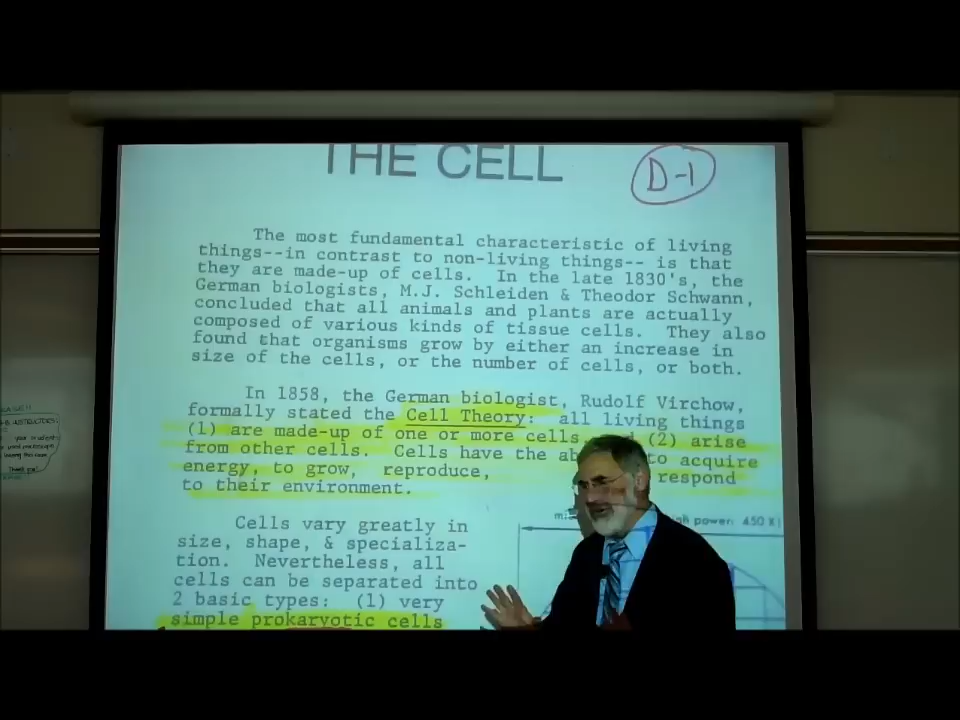 THE CELL
D-1
The most fundamental characteristic of living
things--in contrast to non-living things-- is that
they are made-up of cells. In the late 1830's, the
German biologists, M.J. Schleiden & Theodor Schwann,
concluded that all animals and plants are actually
composed of various kinds of tissue cells. They also
found that organisms grow by either an increase in
size of the cells, or the number of cells, or both.
In 1858, the German biologist, Rudolf Virchow,
formally stated the Cell Theory: all living things
(1) are made-up of one or more cells (2) arise
from other cells. Cells have the ab to acquire
energy, to grow, reproduce, respond
to their environment.
Cells vary greatly in
size, shape, & specializa-
tion. Nevertheless, all
cells can be separated into
2 basic types: (1) very
simple prokaryotic cells
high power: 450 X